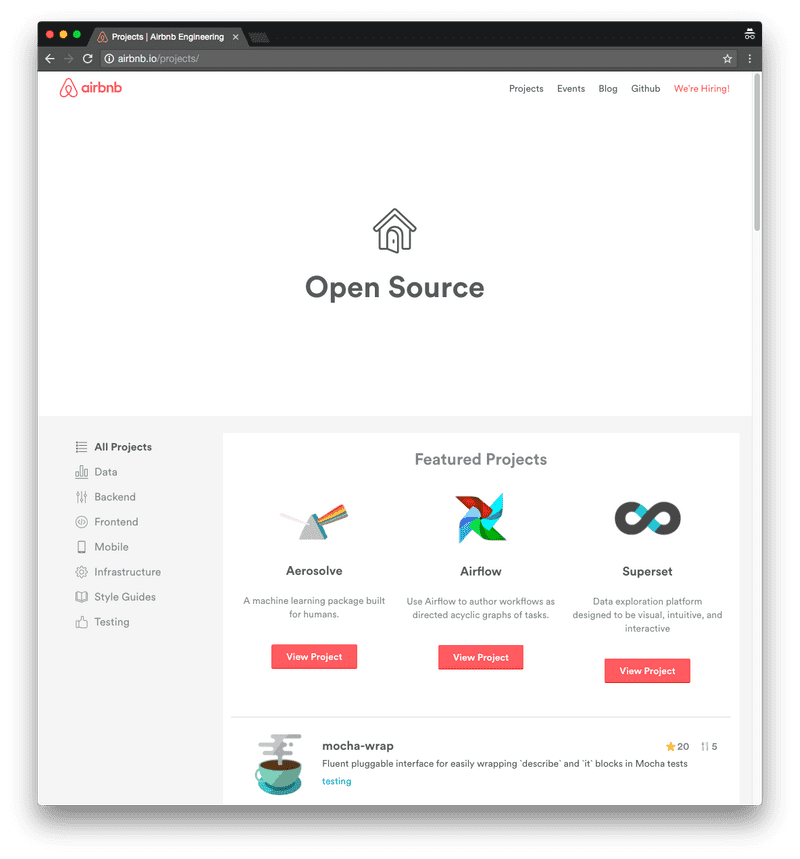 Projects | Airbnb Engineering
airbnb.io/projects/
airbnb
Projects Events Blog Github We're Hiring!
Open Source
All Projects
Data
Backend
Frontend
Mobile
Infrastructure
Style Guides
Testing
Featured Projects
Aerosolve
A machine learning package built
for humans.
View Project
Airflow
Use Airflow to author workflows as
directed acyclic graphs of tasks.
View Project
Superset
Data exploration platform
designed to be visual, intuitive, and
interactive
View Project
mocha-wrap
20 5
Fluent pluggable interface for easily wrapping `describe` and `it` blocks in Mocha tests
testing